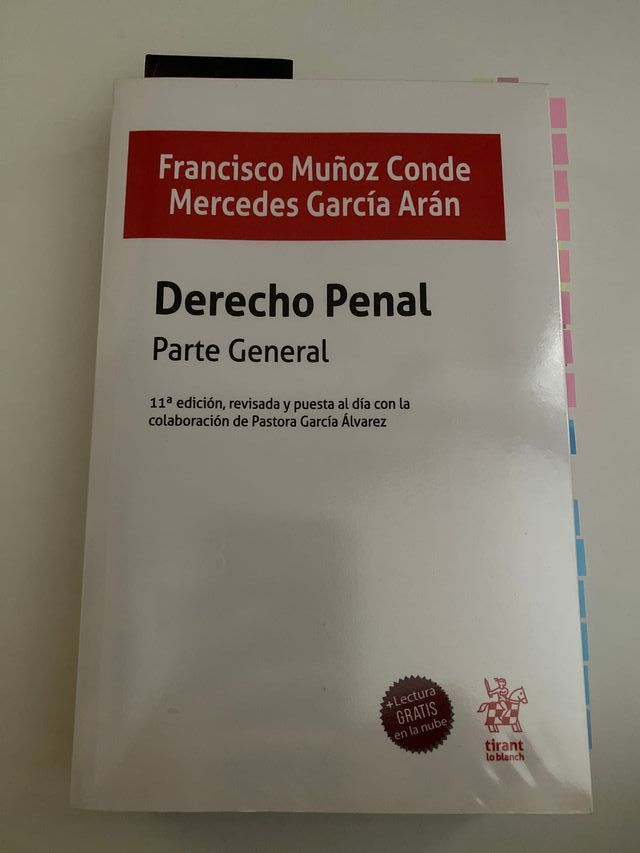 Francisco Muñoz Conde
Mercedes García Arán
Derecho Penal
Parte General
11ª edición, revisada y puesta al día con la
colaboración de Pastora García Álvarez
+Lectura
GRATIS
en la nube
tirant
lo blanch